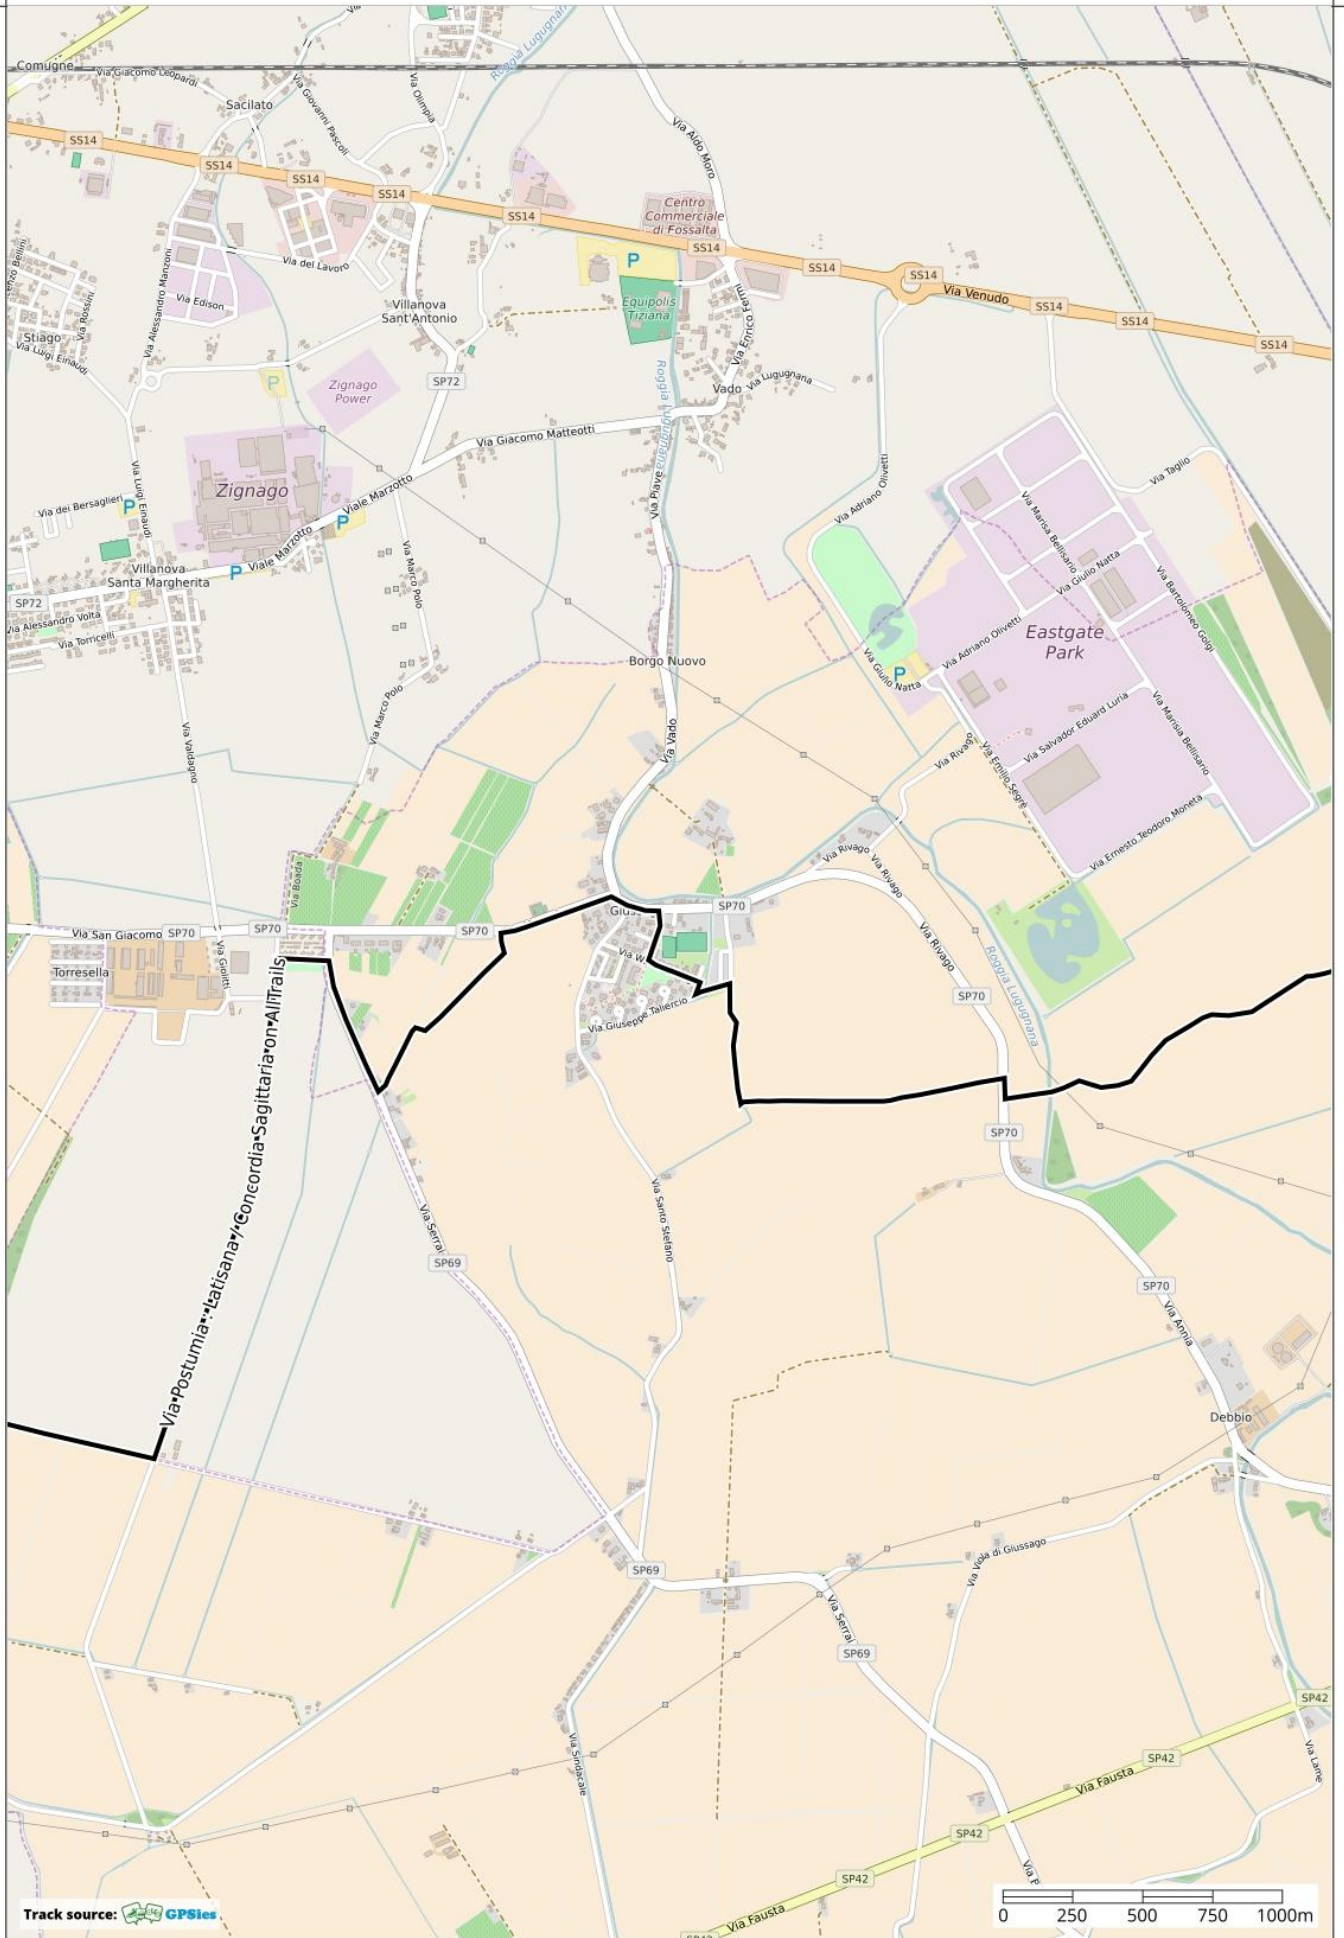 Via Aldo Moro
Roggia Lugugnana
Comugne
Via Giacomo Leopardi
Sacilato
Via Giovanni Pascoli
Via Olimpia
SS14
SS14
SS14
SS14
SS14
Centro
Commerciale
di Fossalta
SS14
SS14
SS14
Via Venudo
SS14
SS14
SS14
P
Equipolis
Tiziana
Via del Lavoro
Via Edison
Via Alessandro Manzoni
Via Rossini
Villanova
Sant'Antonio
Stiago
Via Luigi Einaudi
P
Zignago
Power
SP72
Via Enrico Fermi
Vado
Via Lugugnana
Roggia Lugugnana
Via Giacomo Matteotti
Zignago
Viale Marzotto
Viale Marzotto
Via Piave
Via Adriano Olivetti
Via Adriano Olivetti
Via Taglio
Via dei Bersaglieri
P
Via Luigi Einaudi
P
P
Villanova
Santa Margherita
SP72
Via Alessandro Volta
Via Torricelli
Via Marco Polo
Via Marisa Bellisario
Via Giulio Natta
Via Bartolomeo Golgi
Eastgate
Park
Via Adriano Olivetti
P
Via Giulio Natta
Borgo Nuovo
Via Marco Polo
Via Valdagno
Via Vado
Via Rivago
Via Emilio Segrè
Via Salvador Eduard Luria
Via Marisia Bellisario
Via Ernesto Teodoro Moneta
Via Rivago
Via Rivago
Via Rivago
Via Boada
Via San Giacomo
SP70
SP70
SP70
SP70
Giuss
Via W
Via Giuseppe Taliercio
Torresella
Via Giolitti
Roggia Lugugnana
SP70
SP70
Via Postumia : Latisana / Concordia Sagittaria on AllTrails
Via Serrai
SP69
Via Santo Stefano
SP70
Via Annia
Debbio
SP69
Via Viola di Giussago
Via Serrai
SP69
Via Sindacale
SP42
SP42
Via Fausta
Via Lame
SP42
SP42
Via Fausta
Track source: GPSies
0 250 500 750 1000m